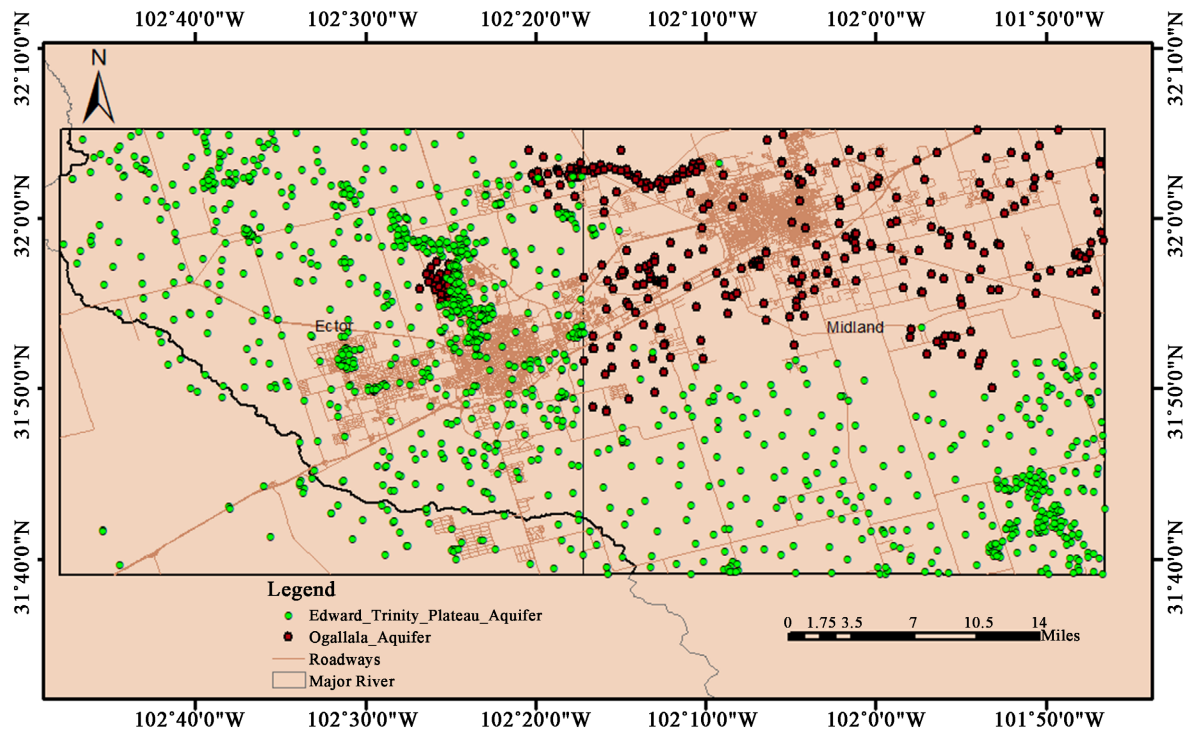 102°40'0"W 102°30'0"W 102°20'0"W 102°10'0"W 102°0'0"W 101°50'0"W
32°10'0"N 32°10'0"N
N
32°0'0"N 32°0'0"N
Ector Midland
31°50'0"N 31°50'0"N
31°40'0"N 31°40'0"N
Legend
Edward_Trinity_Plateau_Aquifer
Ogallala_Aquifer
Roadways
Major River
0 1.75 3.5 7 10.5 14
Miles
102°40'0"W 102°30'0"W 102°20'0"W 102°10'0"W 102°0'0"W 101°50'0"W